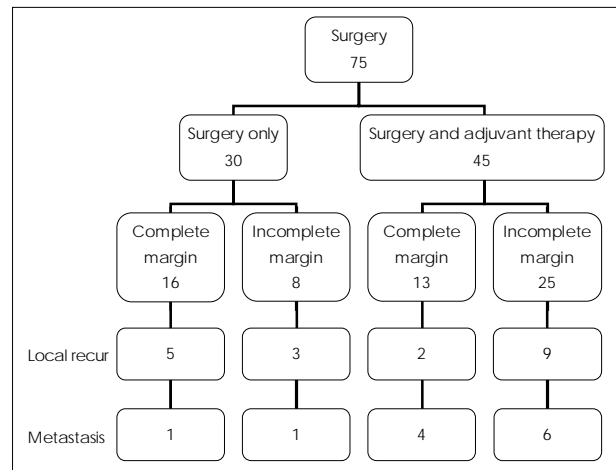 Surgery
75
Surgery only
30
Surgery and adjuvant therapy
45
Complete
margin
16
Incomplete
margin
8
Complete
margin
13
Incomplete
margin
25
Local recur
5
3
2
9
Metastasis
1
1
4
6